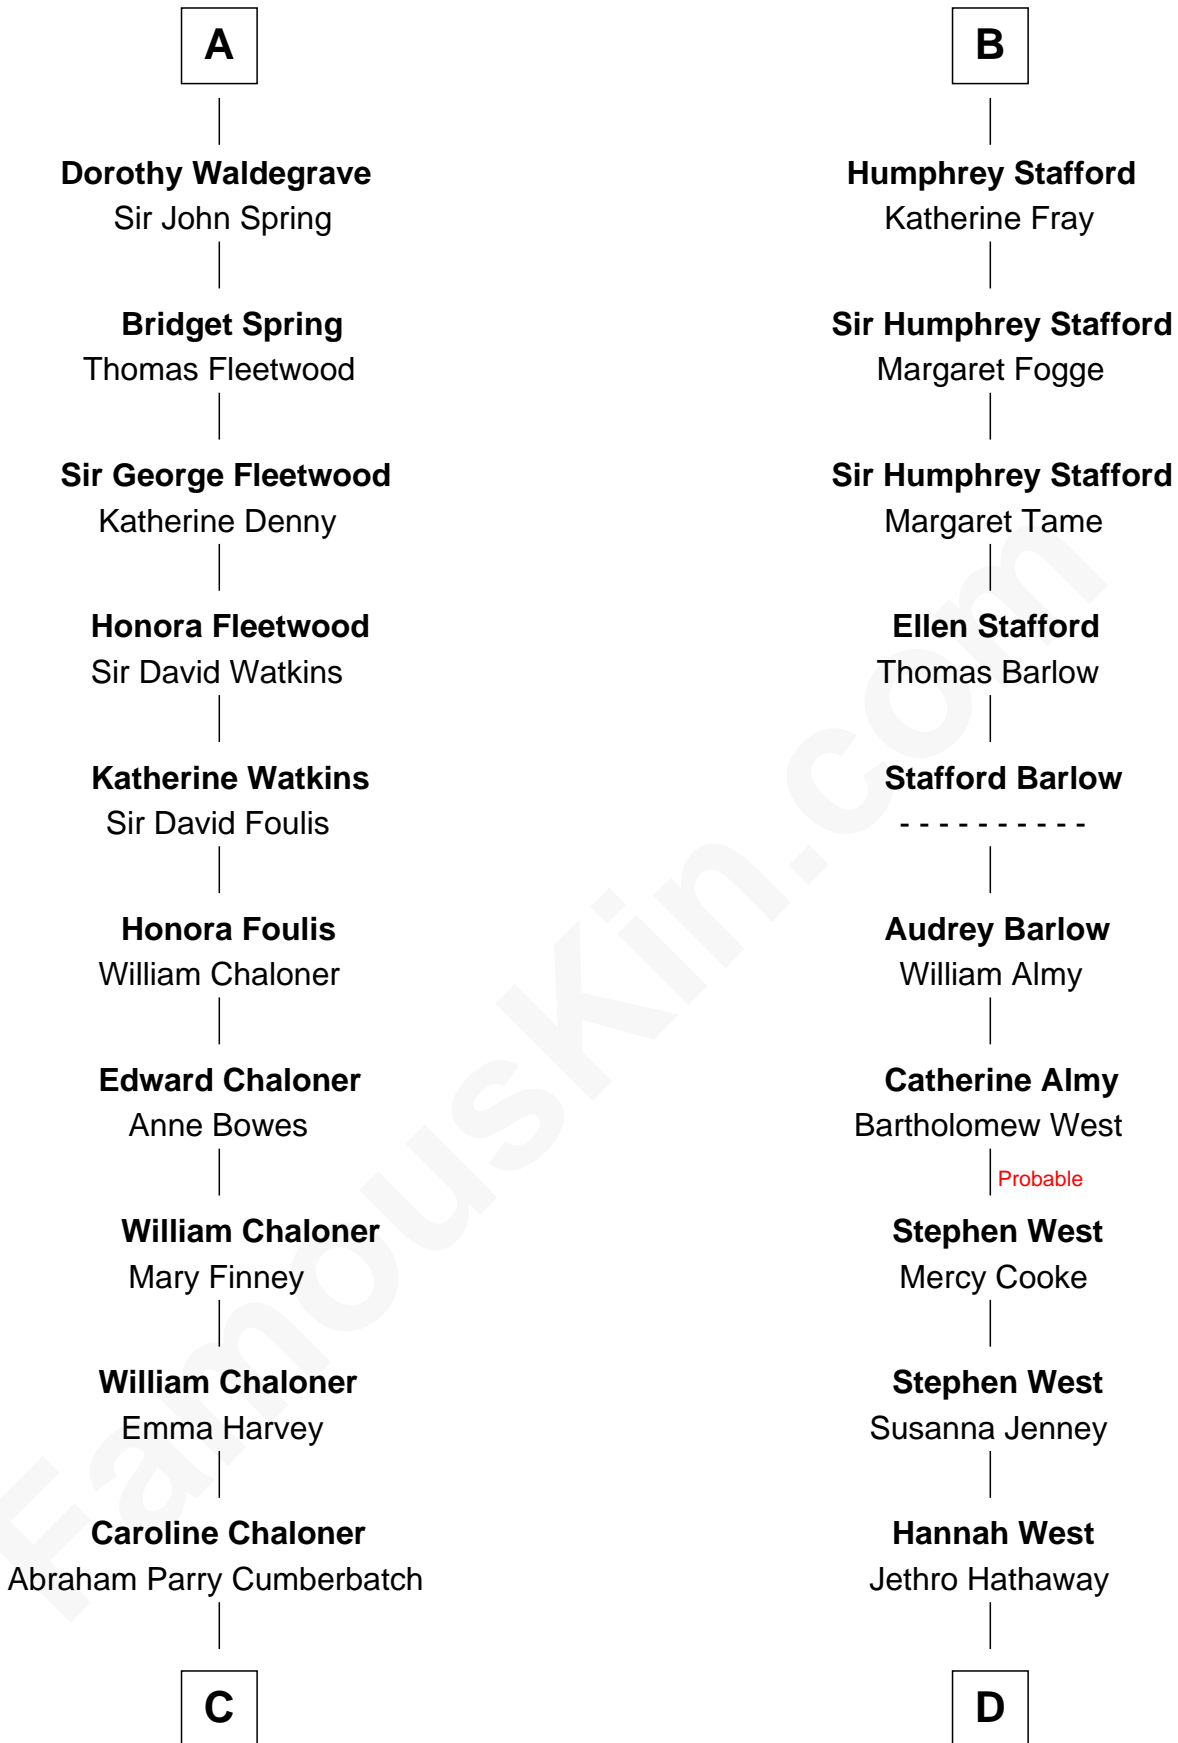 A
Dorothy Waldegrave
Sir John Spring
Bridget Spring
Thomas Fleetwood
Sir George Fleetwood
Katherine Denny
Honora Fleetwood
Sir David Watkins
Katherine Watkins
Sir David Foulis
Honora Foulis
William Chaloner
Edward Chaloner
Anne Bowes
William Chaloner
Mary Finney
William Chaloner
Emma Harvey
Caroline Chaloner
Abraham Parry Cumberbatch
C
B
Humphrey Stafford
Katherine Fray
Sir Humphrey Stafford
Margaret Fogge
Sir Humphrey Stafford
Margaret Tame
Ellen Stafford
Thomas Barlow
Stafford Barlow
- - - - - - - - - -
Audrey Barlow
William Almy
Catherine Almy
Bartholomew West
Probable
Stephen West
Mercy Cooke
Stephen West
Susanna Jenney
Hannah West
Jethro Hathaway
D
FamousKin.com